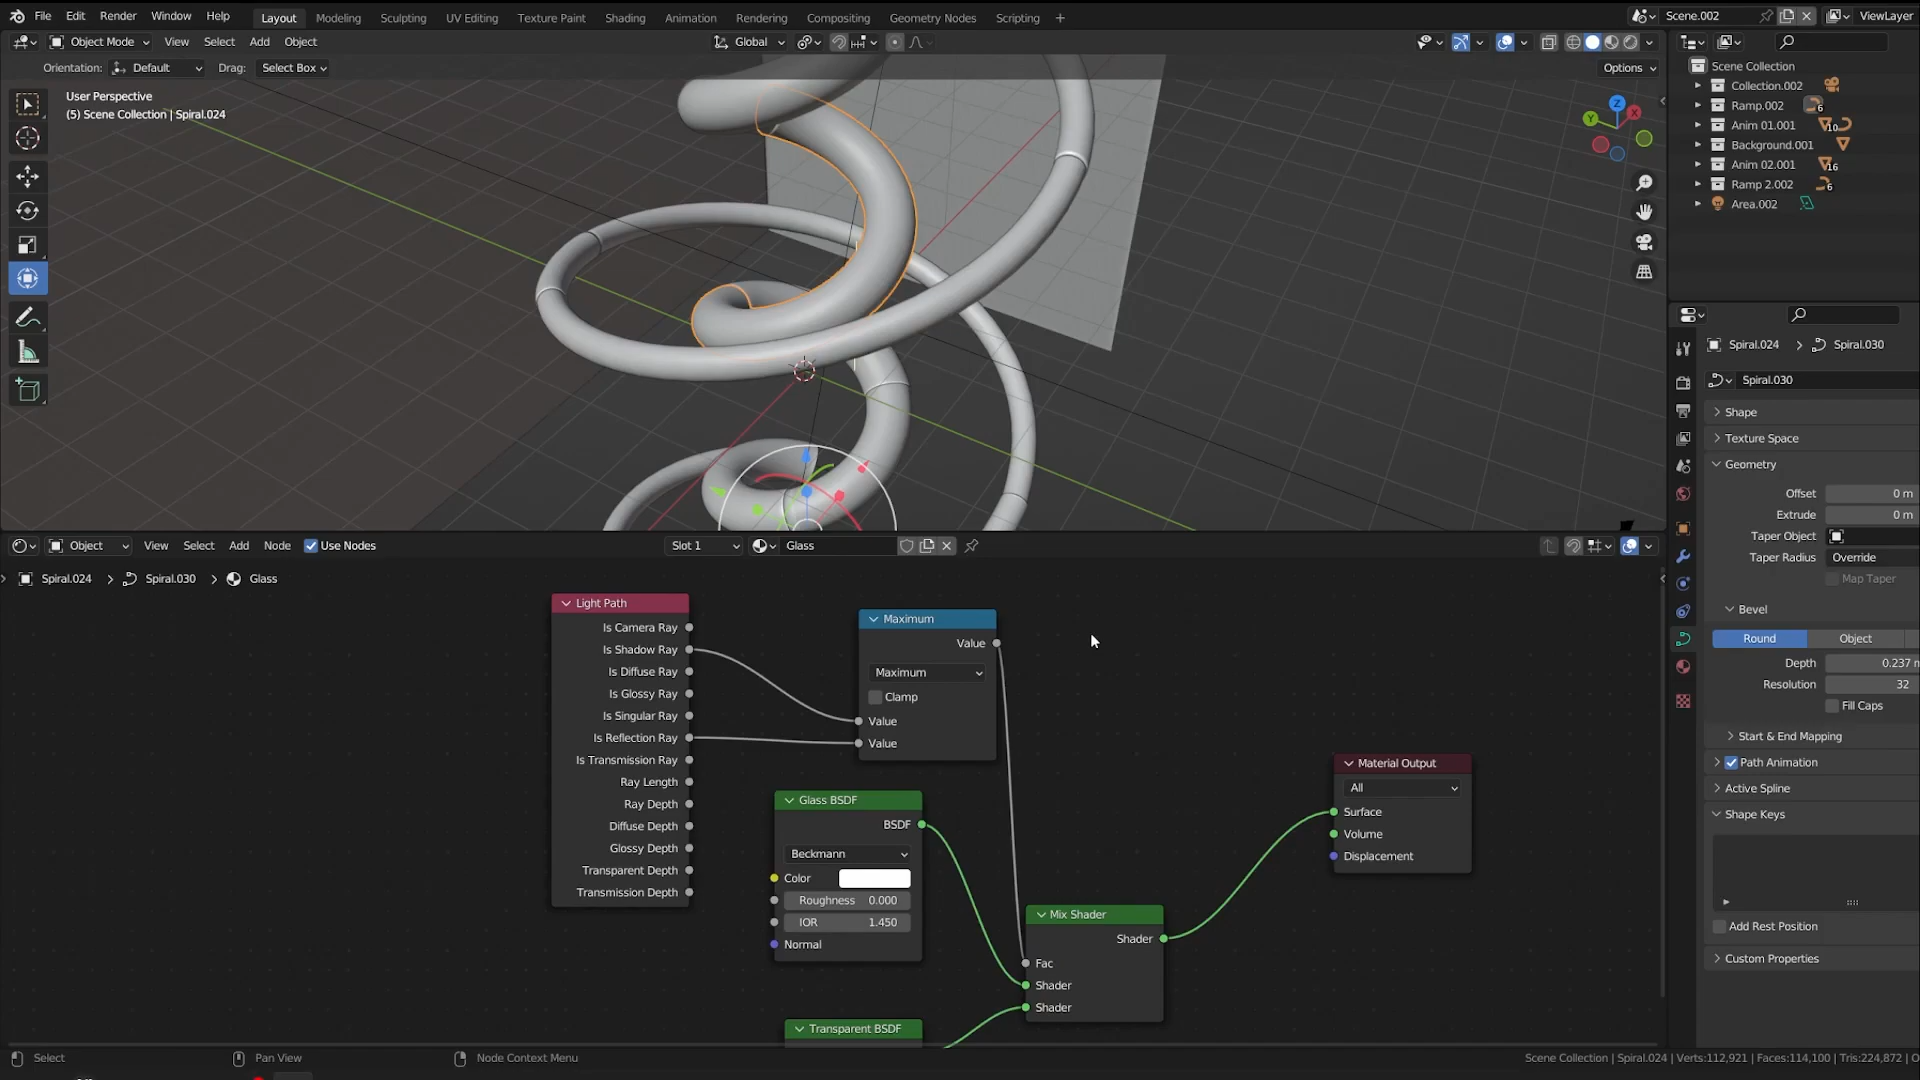 File Edit Render Window Help Layout Modeling Sculpting UV Editing Texture Paint Shading Animation Rendering Compositing Geometry Nodes Scripting + Scene.002 ViewLayer
Object Mode View Select Add Object Global
Orientation: Default Drag: Select Box Options
User Perspective
(5) Scene Collection | Spiral.024
Z
X
Y
Scene Collection
Collection.002
Ramp.002 6
Anim 01.001 10
Background.001
Anim 02.001 16
Ramp 2.002 6
Area.002
Spiral.024 > Spiral.030
Spiral.030
Shape
Texture Space
Geometry
Offset 0 m
Extrude 0 m
Taper Object
Taper Radius Override
Map Taper
Bevel
Round Object
Depth 0.237 m
Resolution 32
Fill Caps
Start & End Mapping
Path Animation
Active Spline
Shape Keys
Add Rest Position
Custom Properties
Object View Select Add Node Use Nodes Slot 1 Glass
Spiral.024 > Spiral.030 > Glass
Light Path
Is Camera Ray
Is Shadow Ray
Is Diffuse Ray
Is Glossy Ray
Is Singular Ray
Is Reflection Ray
Is Transmission Ray
Ray Length
Ray Depth
Diffuse Depth
Glossy Depth
Transparent Depth
Transmission Depth
Maximum
Value
Maximum
Clamp
Value
Value
Glass BSDF
BSDF
Beckmann
Color
Roughness 0.000
IOR 1.450
Normal
Transparent BSDF
Mix Shader
Shader
Fac
Shader
Shader
Material Output
All
Surface
Volume
Displacement
Select Pan View Node Context Menu Scene Collection | Spiral.024 | Verts:112,921 | Faces:114,100 | Tris:224,872 | O